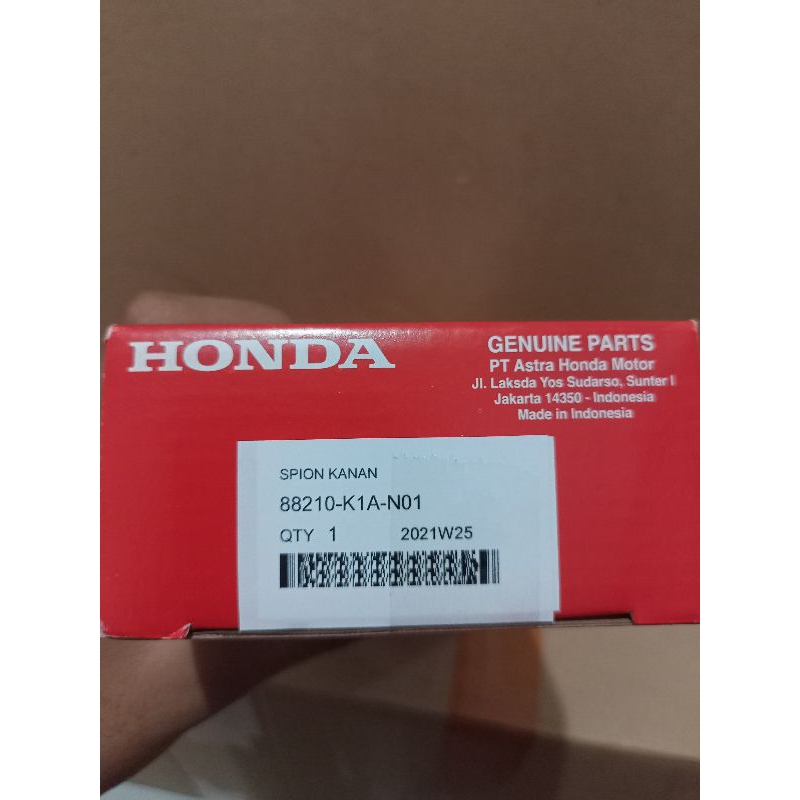 HONDA
GENUINE PARTS
PT Astra Honda Motor
Jl. Laksda Yos Sudarso, Sunter I
Jakarta 14350 - Indonesia
Made in Indonesia
SPION KANAN
88210-K1A-N01
QTY 1 2021W25